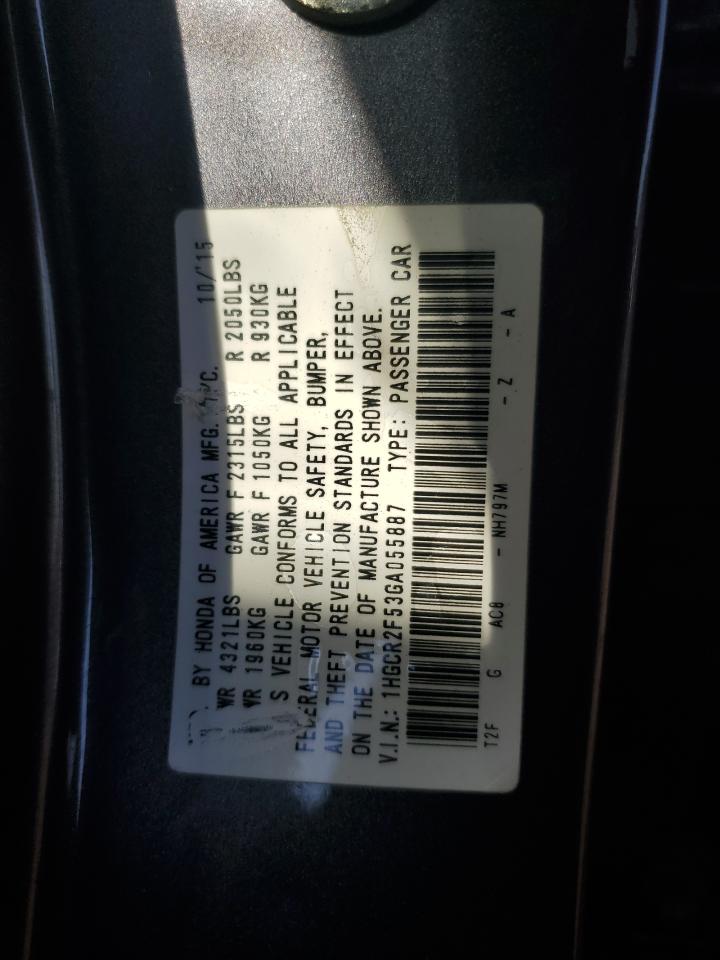 BY HONDA OF AMERICA MFG. 10/'15
WR 4321LBS GAWR F 2315LBS R 2050LBS
WR 1960KG GAWR F 1050KG R 930KG
S VEHICLE CONFORMS TO ALL APPLICABLE
FEDERAL MOTOR VEHICLE SAFETY, BUMPER,
AND THEFT PREVENTION STANDARDS IN EFFECT
ON THE DATE OF MANUFACTURE SHOWN ABOVE.
V.I.N.: 1HGCR2F53GA055887 TYPE: PASSENGER CAR
T2F G AC8 - NH797M - Z - A